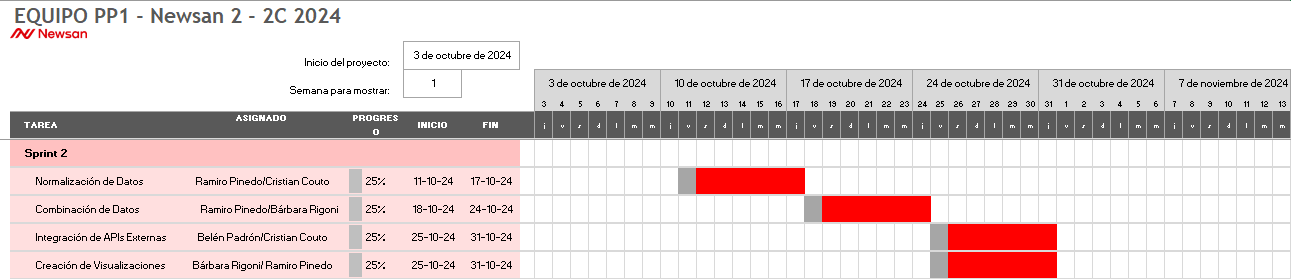 EQUIPO PP1 - Newsan 2 - 2C 2024
Newsan
Inicio del proyecto: 3 de octubre de 2024
Semana para mostrar: 1
3 de octubre de 2024 10 de octubre de 2024 17 de octubre de 2024 24 de octubre de 2024 31 de octubre de 2024 7 de noviembre de 2024
3 4 5 6 7 8 9 10 11 12 13 14 15 16 17 18 19 20 21 22 23 24 25 26 27 28 29 30 31 1 2 3 4 5 6 7 8 9 10 11 12 13
TAREA ASIGNADO PROGRES
O INICIO FIN j v s d l m m j v s d l m m j v s d l m m j v s d l m m j v s d l m m j v s d l m m
Sprint 2
Normalización de Datos Ramiro Pinedo/Cristian Couto 25% 11-10-24 17-10-24
Combinación de Datos Ramiro Pinedo/Bárbara Rigoni 25% 18-10-24 24-10-24
Integración de APIs Externas Belén Padrón/Cristian Couto 25% 25-10-24 31-10-24
Creación de Visualizaciones Bárbara Rigoni/ Ramiro Pinedo 25% 25-10-24 31-10-24